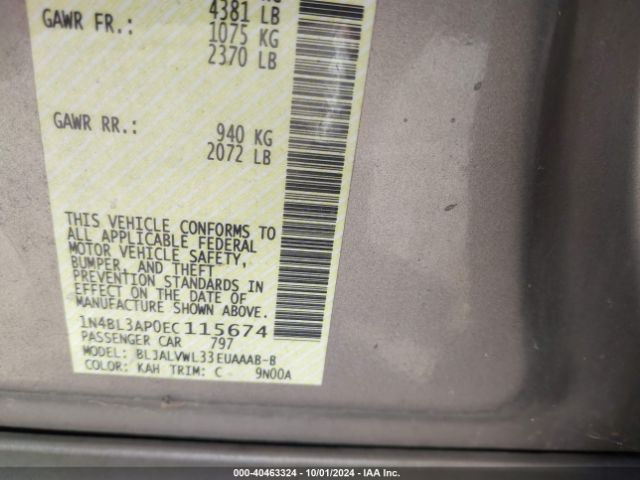 4381 LB
GAWR FR.: 1075 KG
2370 LB
GAWR RR.: 940 KG
2072 LB
THIS VEHICLE CONFORMS TO
ALL APPLICABLE FEDERAL
MOTOR VEHICLE SAFETY,
BUMPER, AND THEFT
PREVENTION STANDARDS IN
EFFECT ON THE DATE OF
MANUFACTURE SHOWN ABOVE.
1N4BL3AP0EC115674
PASSENGER CAR 797
MODEL: BLJALVWL33EUAAAB-B
COLOR: KAH TRIM: C 9N00A
000-40463324 - 10/01/2024 - IAA Inc.